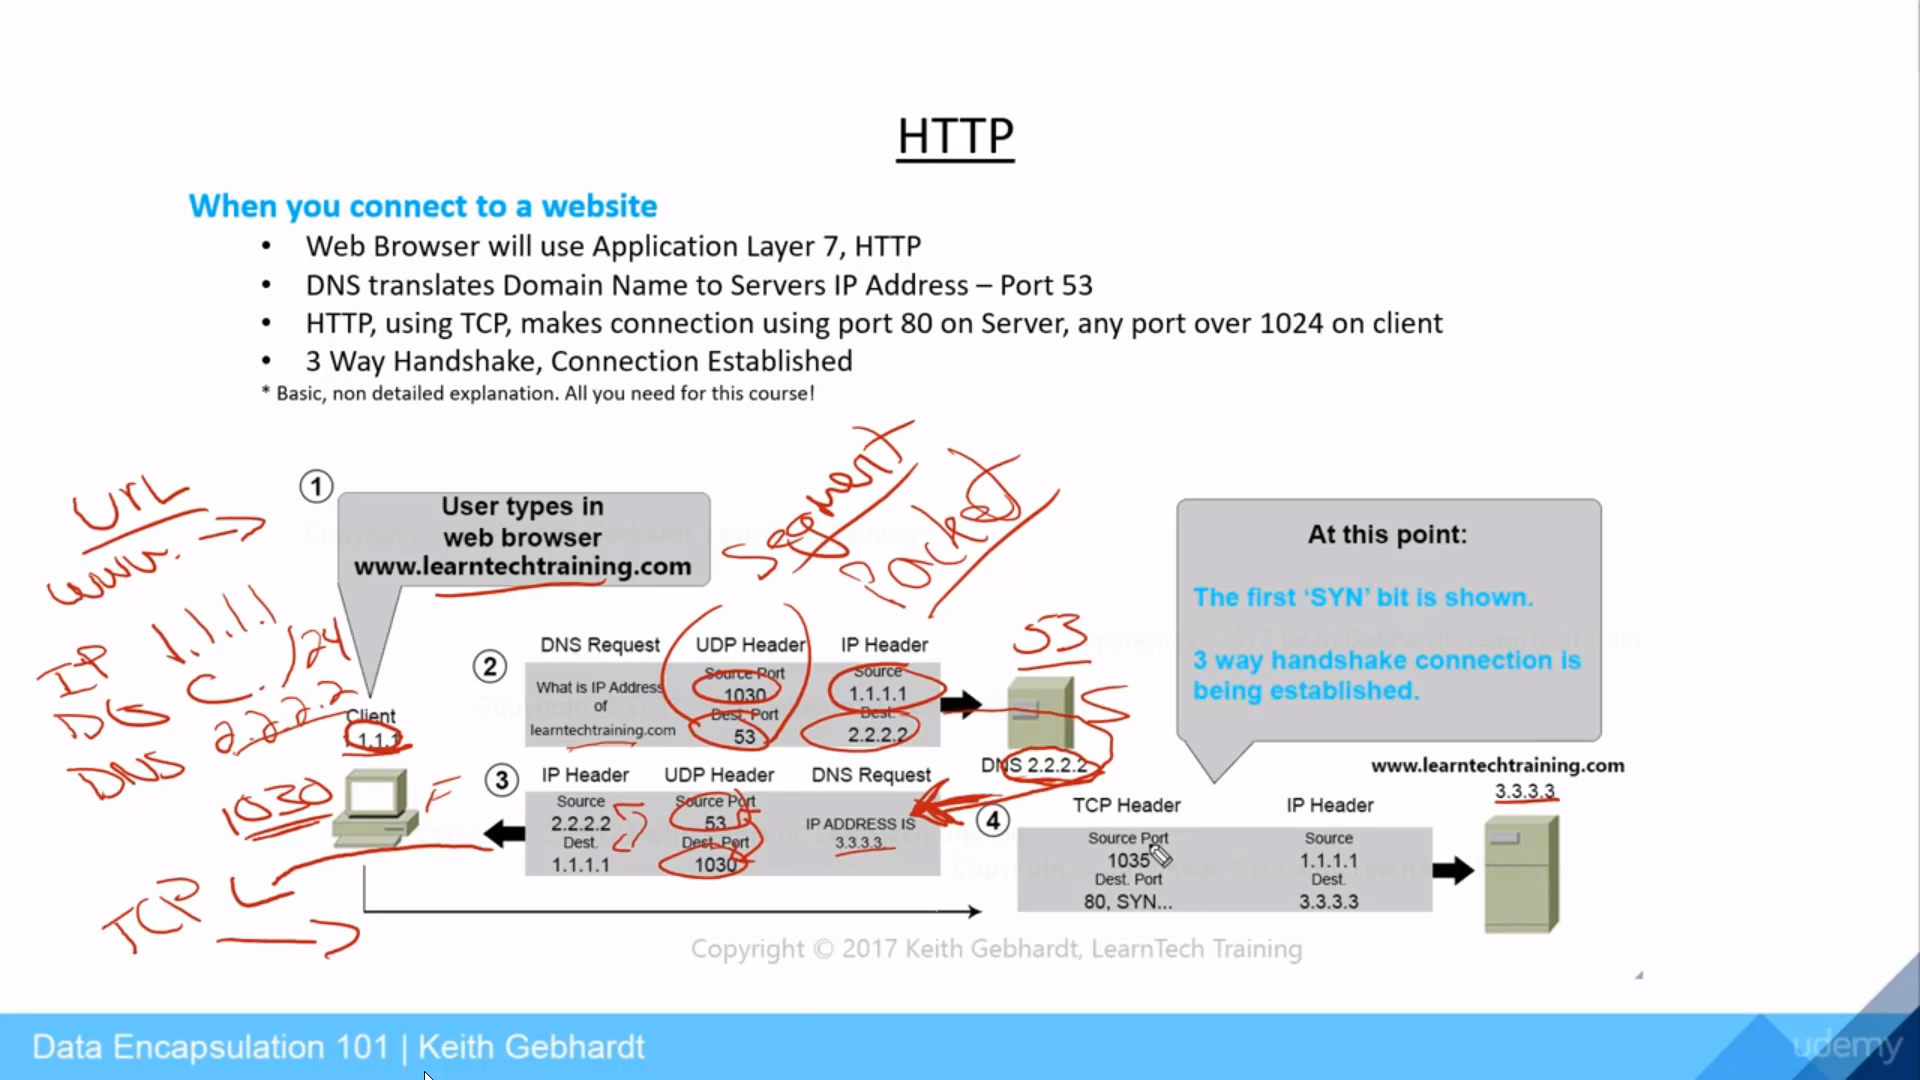 HTTP
When you connect to a website
• Web Browser will use Application Layer 7, HTTP
• DNS translates Domain Name to Servers IP Address – Port 53
• HTTP, using TCP, makes connection using port 80 on Server, any port over 1024 on client
• 3 Way Handshake, Connection Established
* Basic, non detailed explanation. All you need for this course!
URL
www.
1
User types in
web browser
www.learntechtraining.com
Segment
Packet
IP 1.1.1.1
DG C. /24
DNS 2.2.2.2
Client
1.1.1
1030
TCP
2
DNS Request UDP Header IP Header
What is IP Address
of
learntechtraining.com
Source Port
1030
Dest. Port
53
Source
1.1.1.1
Dest.
2.2.2.2
53
S
DNS 2.2.2.2
F
3
IP Header UDP Header DNS Request
Source
2.2.2.2
Dest.
1.1.1.1
Source Port
53
Dest. Port
1030
IP ADDRESS IS
3.3.3.3
At this point:
The first ‘SYN’ bit is shown.
3 way handshake connection is
being established.
www.learntechtraining.com
3.3.3.3
4
TCP Header IP Header
Source Port
1035
Dest. Port
80, SYN...
Source
1.1.1.1
Dest.
3.3.3.3
Copyright © 2017 Keith Gebhardt, LearnTech Training
Data Encapsulation 101 | Keith Gebhardt
udemy